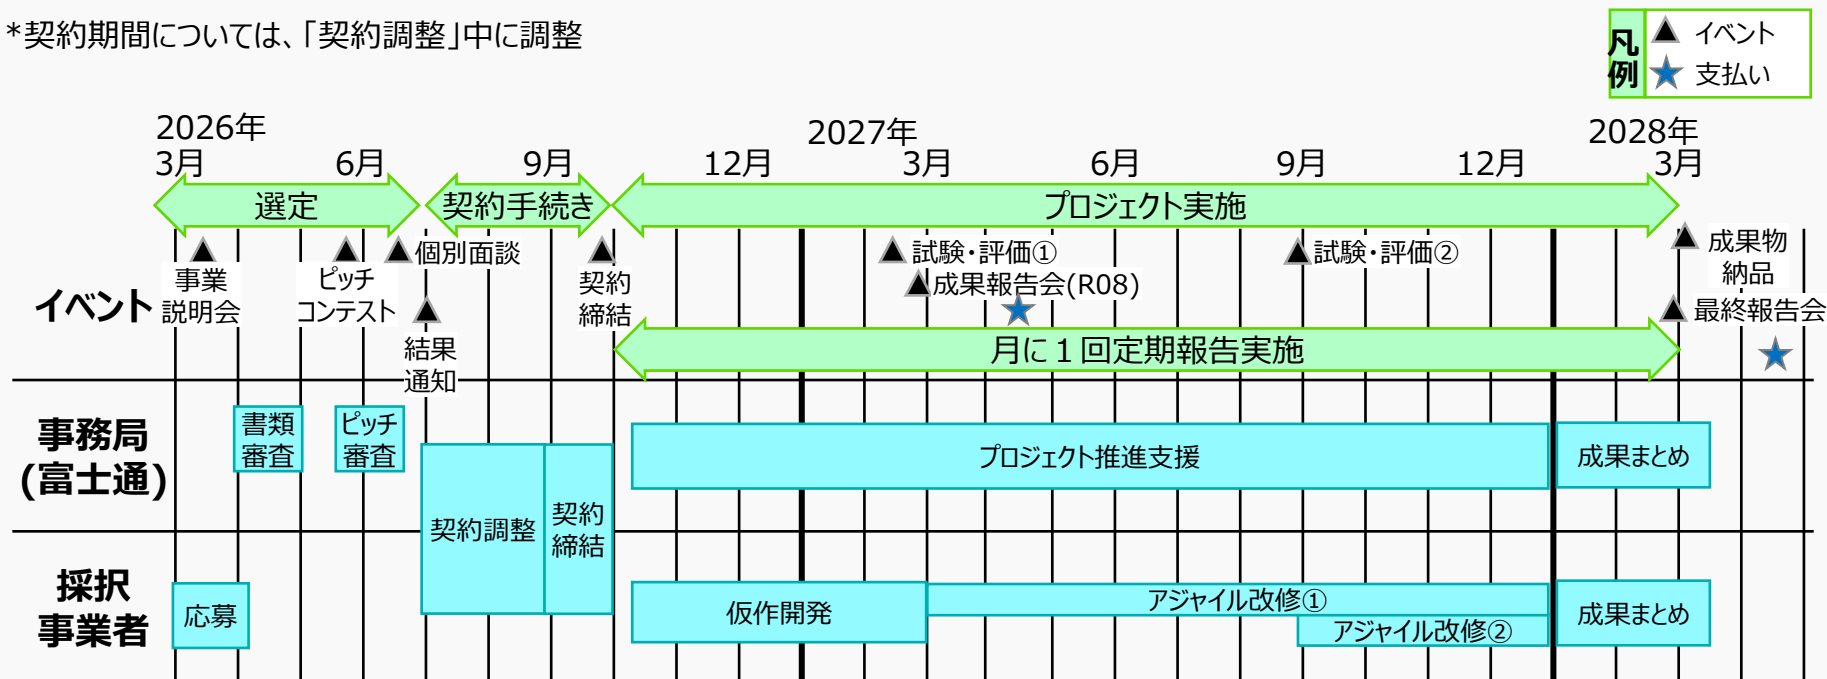 *契約期間については、「契約調整」中に調整
凡例
イベント
支払い
2026年
2027年
2028年
3月
6月
9月
12月
3月
6月
9月
12月
3月
選定
契約手続き
プロジェクト実施
イベント
事業
説明会
ピッチ
コンテスト
個別面談
結果
通知
契約
締結
試験・評価①
成果報告会(R08)
試験・評価②
成果物
納品
最終報告会
月に１回定期報告実施
事務局
(富士通)
書類
審査
ピッチ
審査
契約調整
契約
締結
プロジェクト推進支援
成果まとめ
採択
事業者
応募
仮作開発
アジャイル改修①
アジャイル改修②
成果まとめ